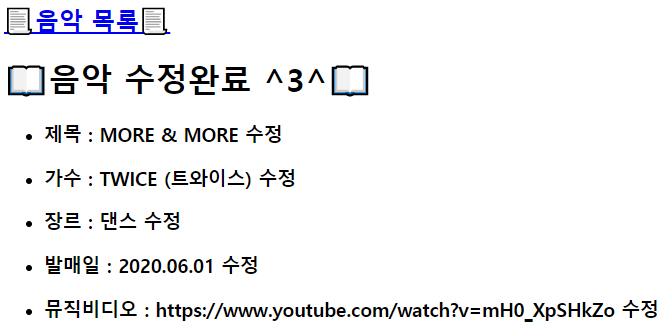 📃음악 목록📃
📖음악 수정완료 ^3^📖
• 제목 : MORE & MORE 수정
• 가수 : TWICE (트와이스) 수정
• 장르 : 댄스 수정
• 발매일 : 2020.06.01 수정
• 뮤직비디오 : https://www.youtube.com/watch?v=mH0_XpSHkZo 수정